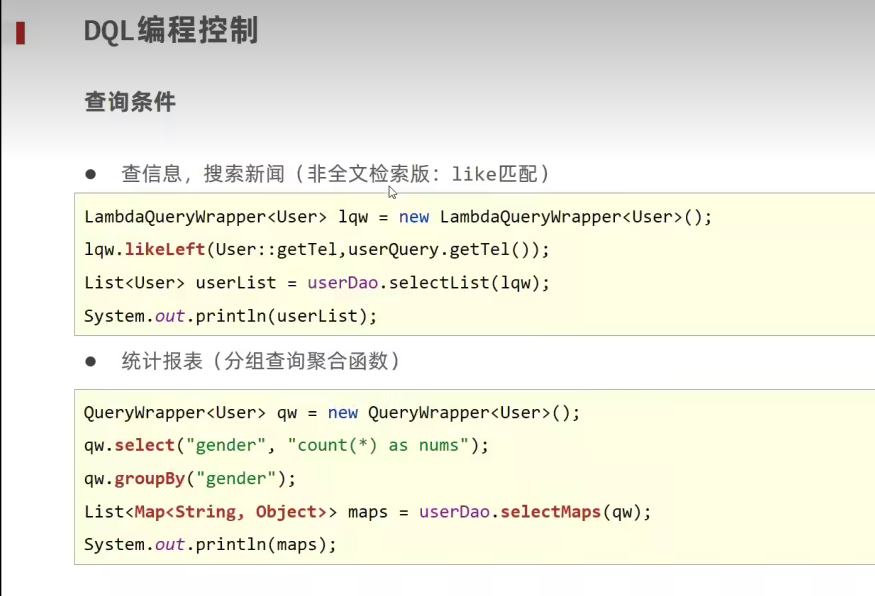 DQL编程控制
查询条件
● 查信息，搜索新闻（非全文检索版：like匹配）
LambdaQueryWrapper<User> lqw = new LambdaQueryWrapper<User>();
lqw.likeLeft(User::getTel,userQuery.getTel());
List<User> userList = userDao.selectList(lqw);
System.out.println(userList);
● 统计报表（分组查询聚合函数）
QueryWrapper<User> qw = new QueryWrapper<User>();
qw.select("gender", "count(*) as nums");
qw.groupBy("gender");
List<Map<String, Object>> maps = userDao.selectMaps(qw);
System.out.println(maps);